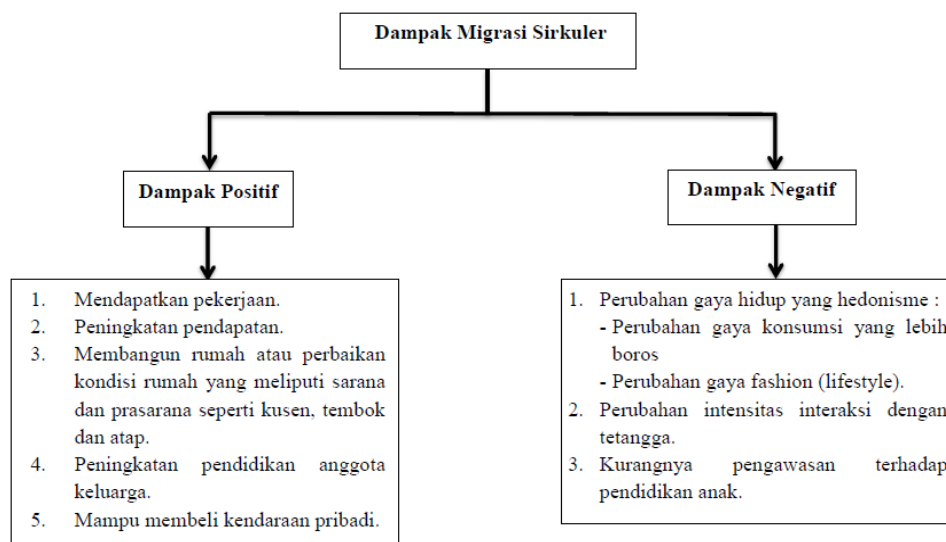 Dampak Migrasi Sirkuler
Dampak Positif
Dampak Negatif
1. Mendapatkan pekerjaan.
2. Peningkatan pendapatan.
3. Membangun rumah atau perbaikan
kondisi rumah yang meliputi sarana
dan prasarana seperti kusen, tembok
dan atap.
4. Peningkatan pendidikan anggota
keluarga.
5. Mampu membeli kendaraan pribadi.
1. Perubahan gaya hidup yang hedonisme :
- Perubahan gaya konsumsi yang lebih
boros
- Perubahan gaya fashion (lifestyle).
2. Perubahan intensitas interaksi dengan
tetangga.
3. Kurangnya pengawasan terhadap
pendidikan anak.